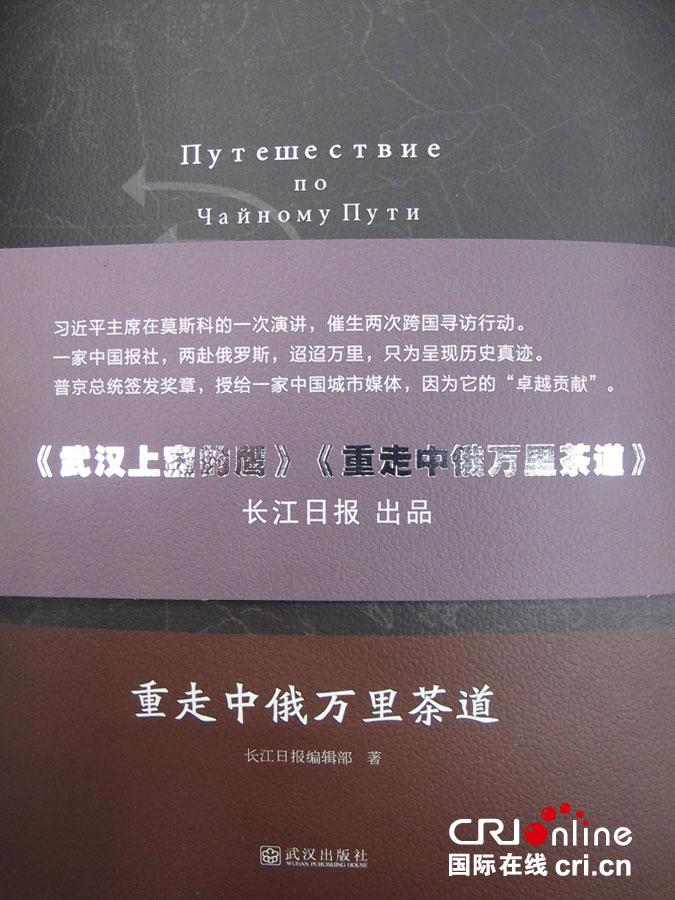 Путешествие
по
Чайному Пути
习近平主席在莫斯科的一次演讲，催生两次跨国寻访行动。
一家中国报社，两赴俄罗斯，迢迢万里，只为呈现历史真迹。
普京总统签发奖章，授给一家中国城市媒体，因为它的“卓越贡献”。
《武汉上空的鹰》《重走中俄万里茶道》
长江日报 出品
重走中俄万里茶道
长江日报编辑部 著
武汉出版社
WUHAN PUBLISHING HOUSE
CRI Online
国际在线 cri.cn